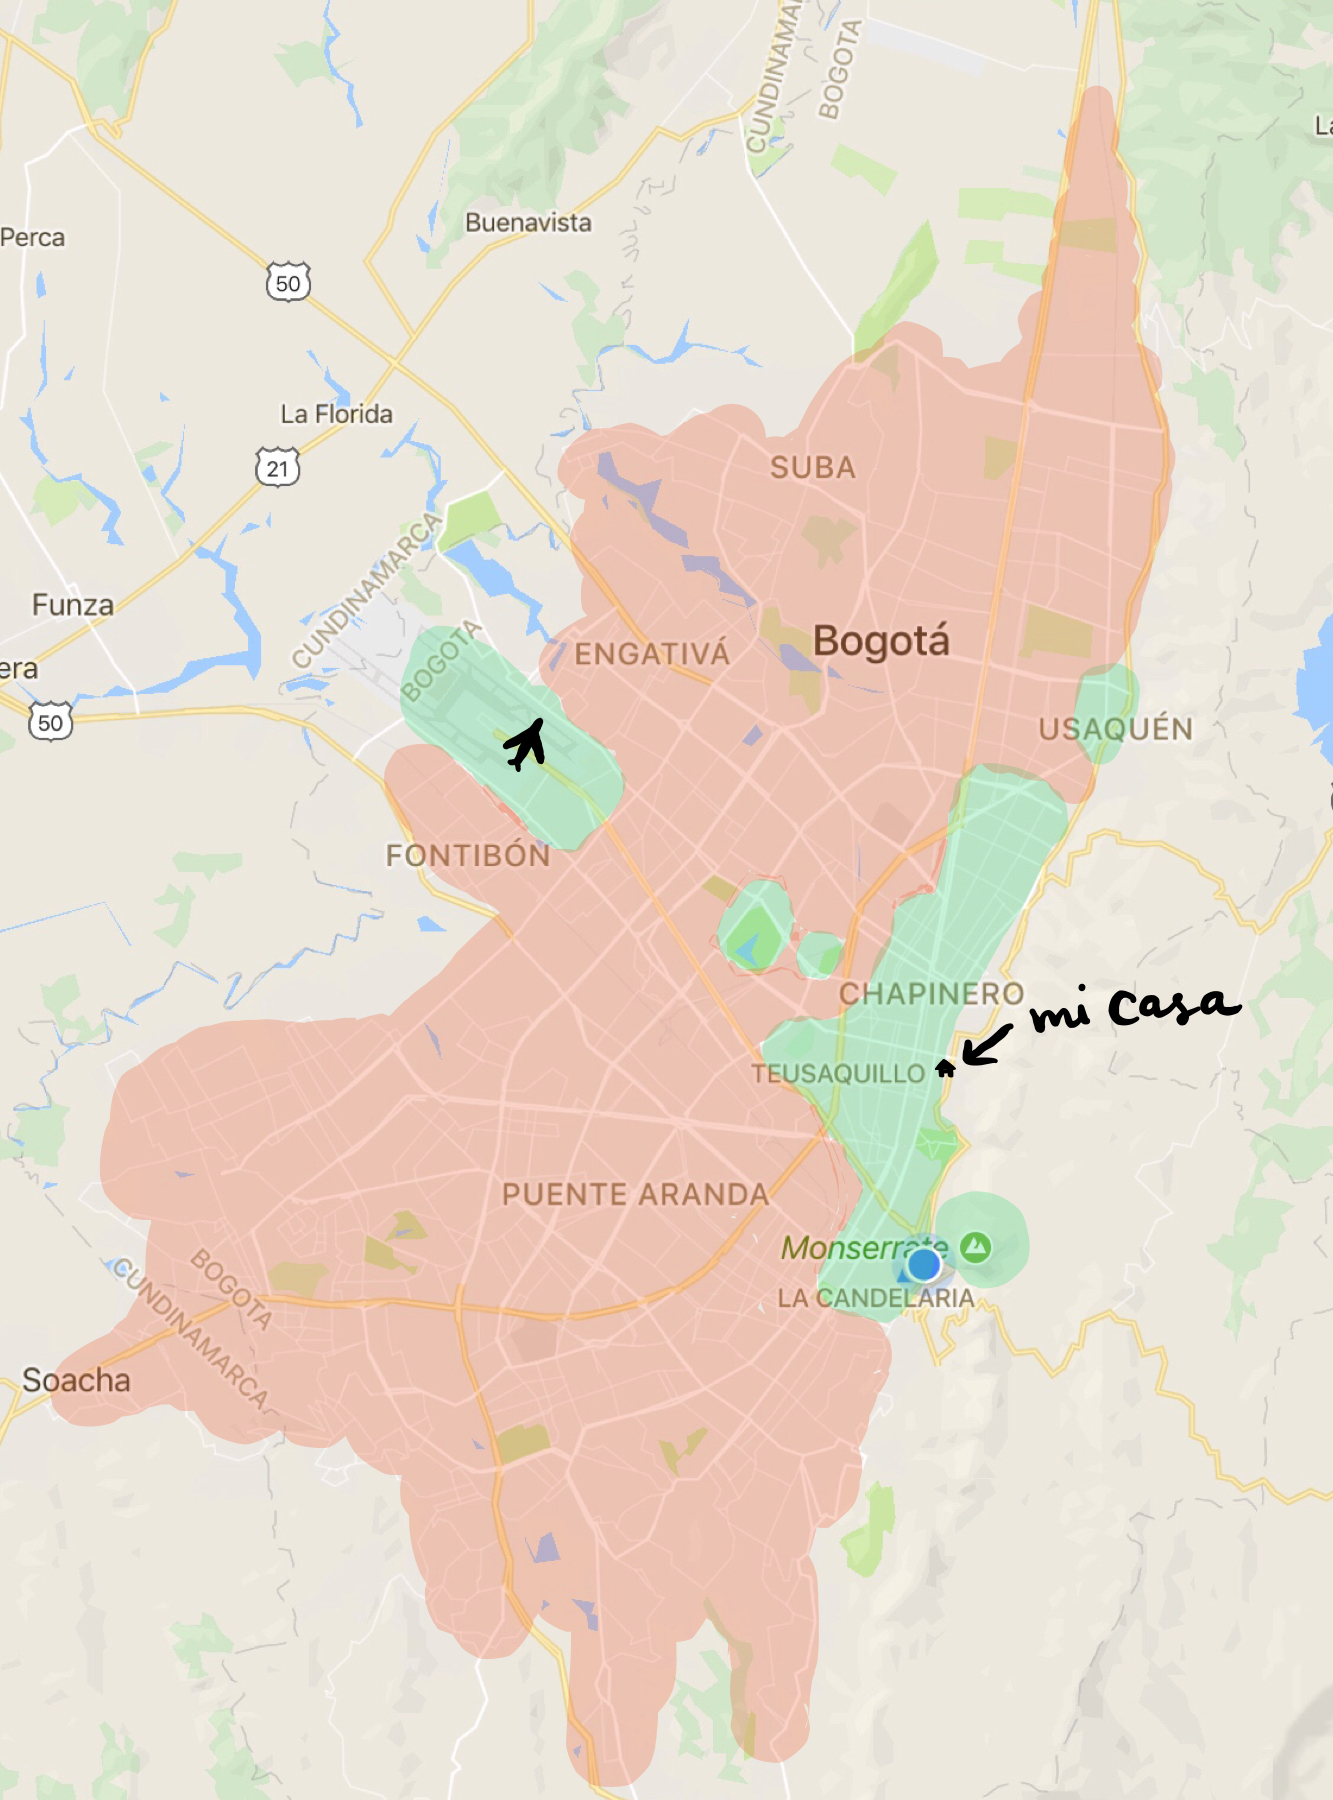 CUNDINAMAR
BOGOTA
La
Buenavista
Perca
50
La Florida
21
SUBA
CUNDINAMARCA
BOGOTA
Funza
era
50
ENGATIVÁ
Bogotá
USAQUÉN
FONTIBÓN
CHAPINERO
mi casa
TEUSAQUILLO
PUENTE ARANDA
Monserrate
LA CANDELARIA
BOGOTA
CUNDINAMARCA
Soacha